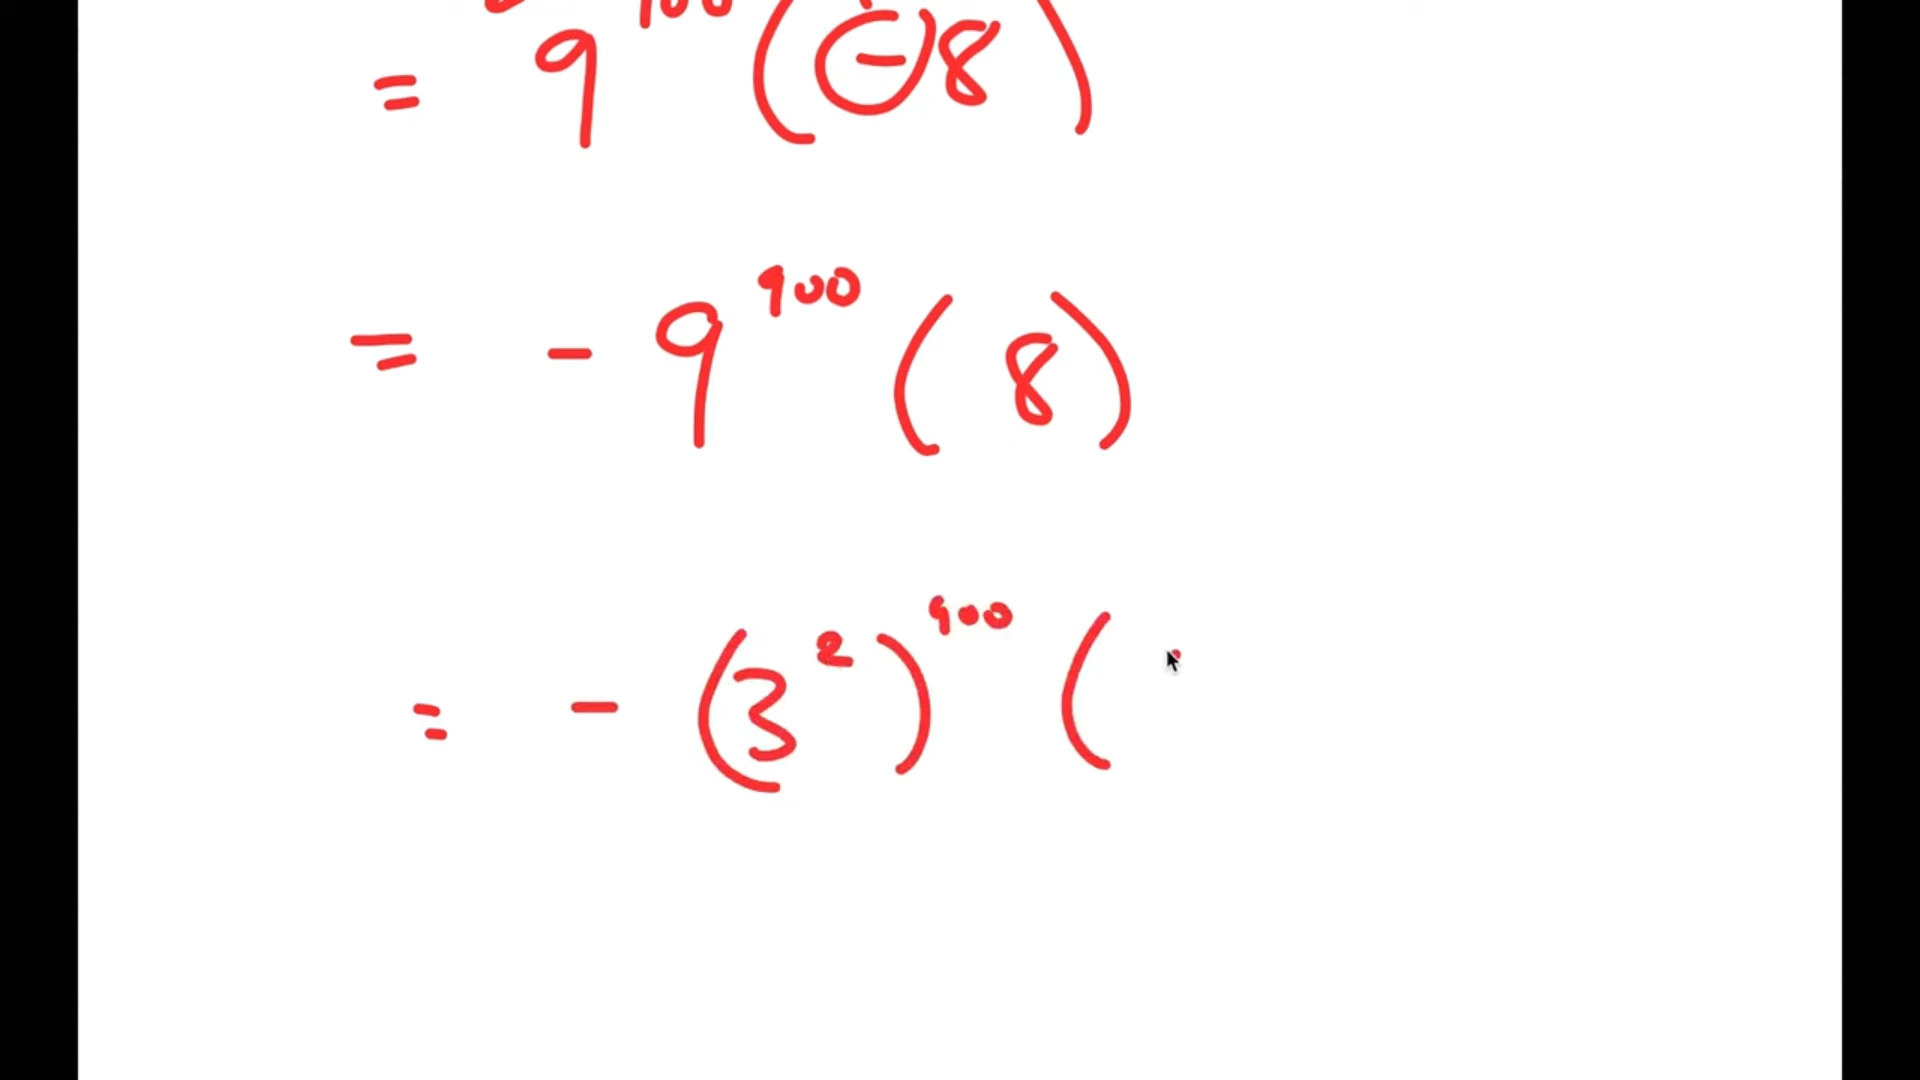 = 9^900 (-8)
= - 9^900 (8)
= - (3^2)^900 (